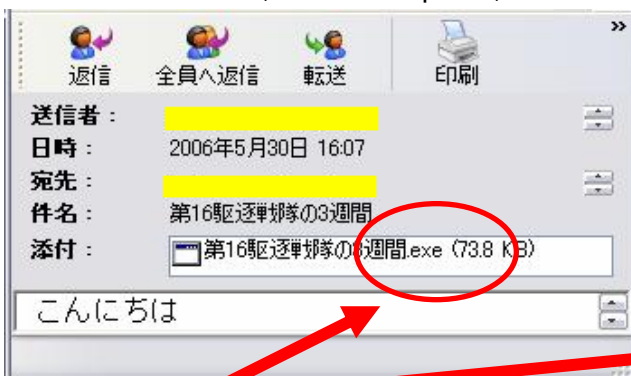 »
返信 全員へ返信 転送 印刷
送信者：
日時： 2006年5月30日 16:07
宛先：
件名： 第16駆逐戦隊の3週間
添付： 第16駆逐戦隊の3週間.exe (73.8 KB)
こんにちは